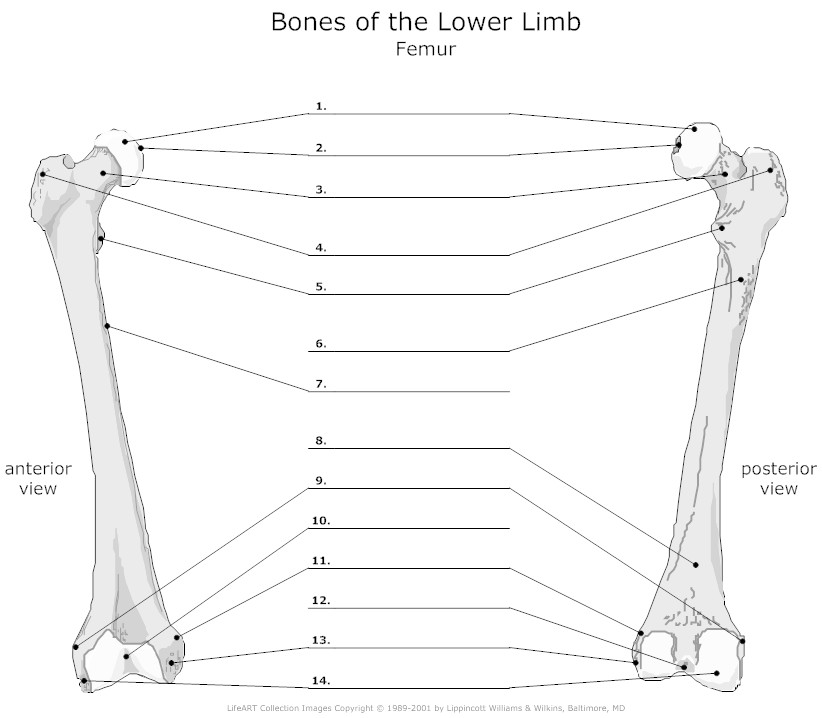 Bones of the Lower Limb
Femur
1.
2.
3.
4.
5.
6.
7.
8.
anterior
view
posterior
view
9.
10.
11.
12.
13.
14.
LifeART Collection Images Copyright © 1989-2001 by Lippincott Williams & Wilkins, Baltimore, MD